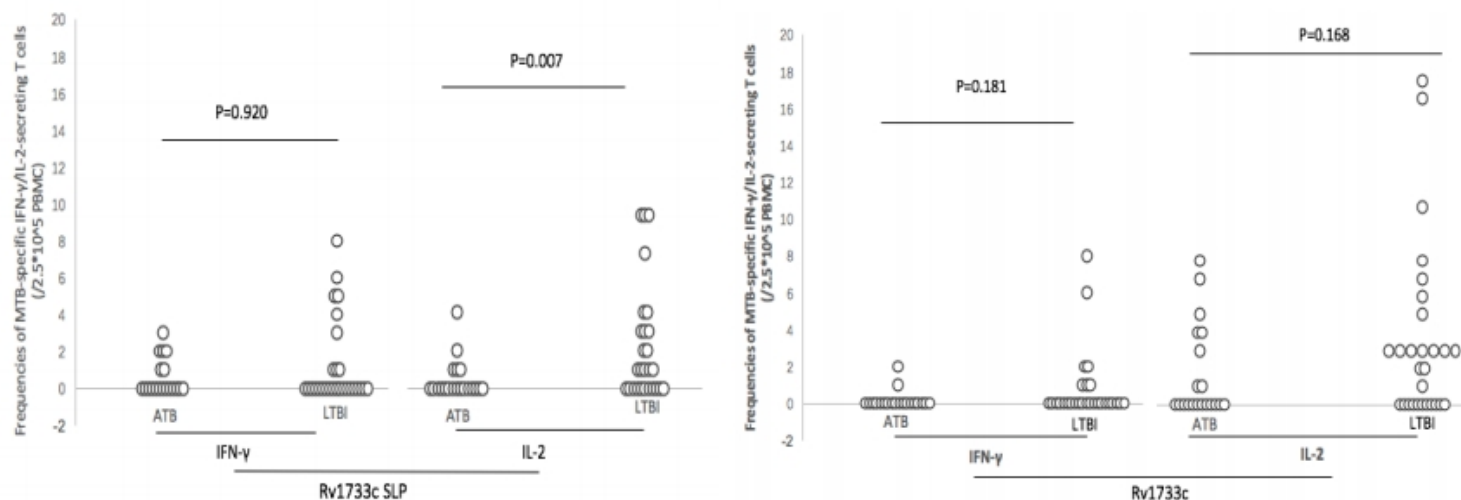 Frequencies of MTB-specific IFN-γ/IL-2-secreting T cells
(/2.5*10^5 PBMC)
20
18
16
14
12
10
8
6
4
2
0
-2
P=0.920
P=0.007
ATB
LTBI
ATB
LTBI
IFN-γ
IL-2
Rv1733c SLP
Frequencies of MTB-specific IFN-γ/IL-2-secreting T cells
(/2.5*10^5 PBMC)
20
18
16
14
12
10
8
6
4
2
0
-2
P=0.181
P=0.168
ATB
LTBI
ATB
LTBI
IFN-γ
IL-2
Rv1733c